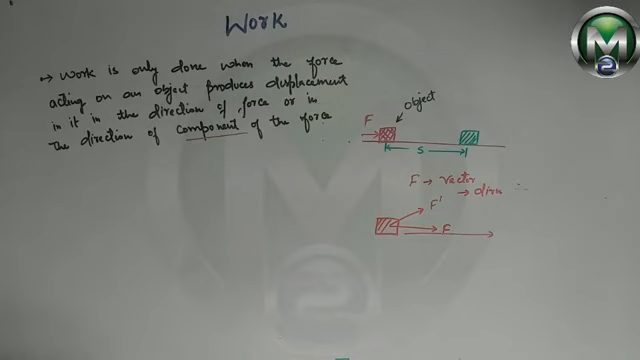 Work
→ Work is only done when the force
acting on an object produces displacement
in it in the direction of force or in
the direction of component of the force
object
F
S
F → vector
→ dirn
F'
F
M
2